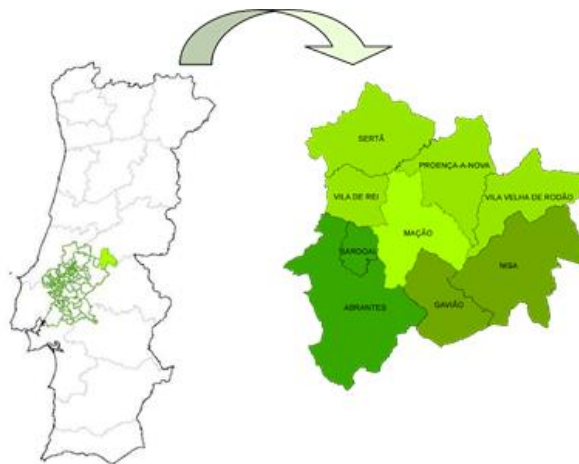 SERTÃ
PROENÇA-A-NOVA
VILA DE REI
VILA VELHA DE RODÃO
MAÇÃO
SARDOAL
NISA
GAVIÃO
ABRANTES